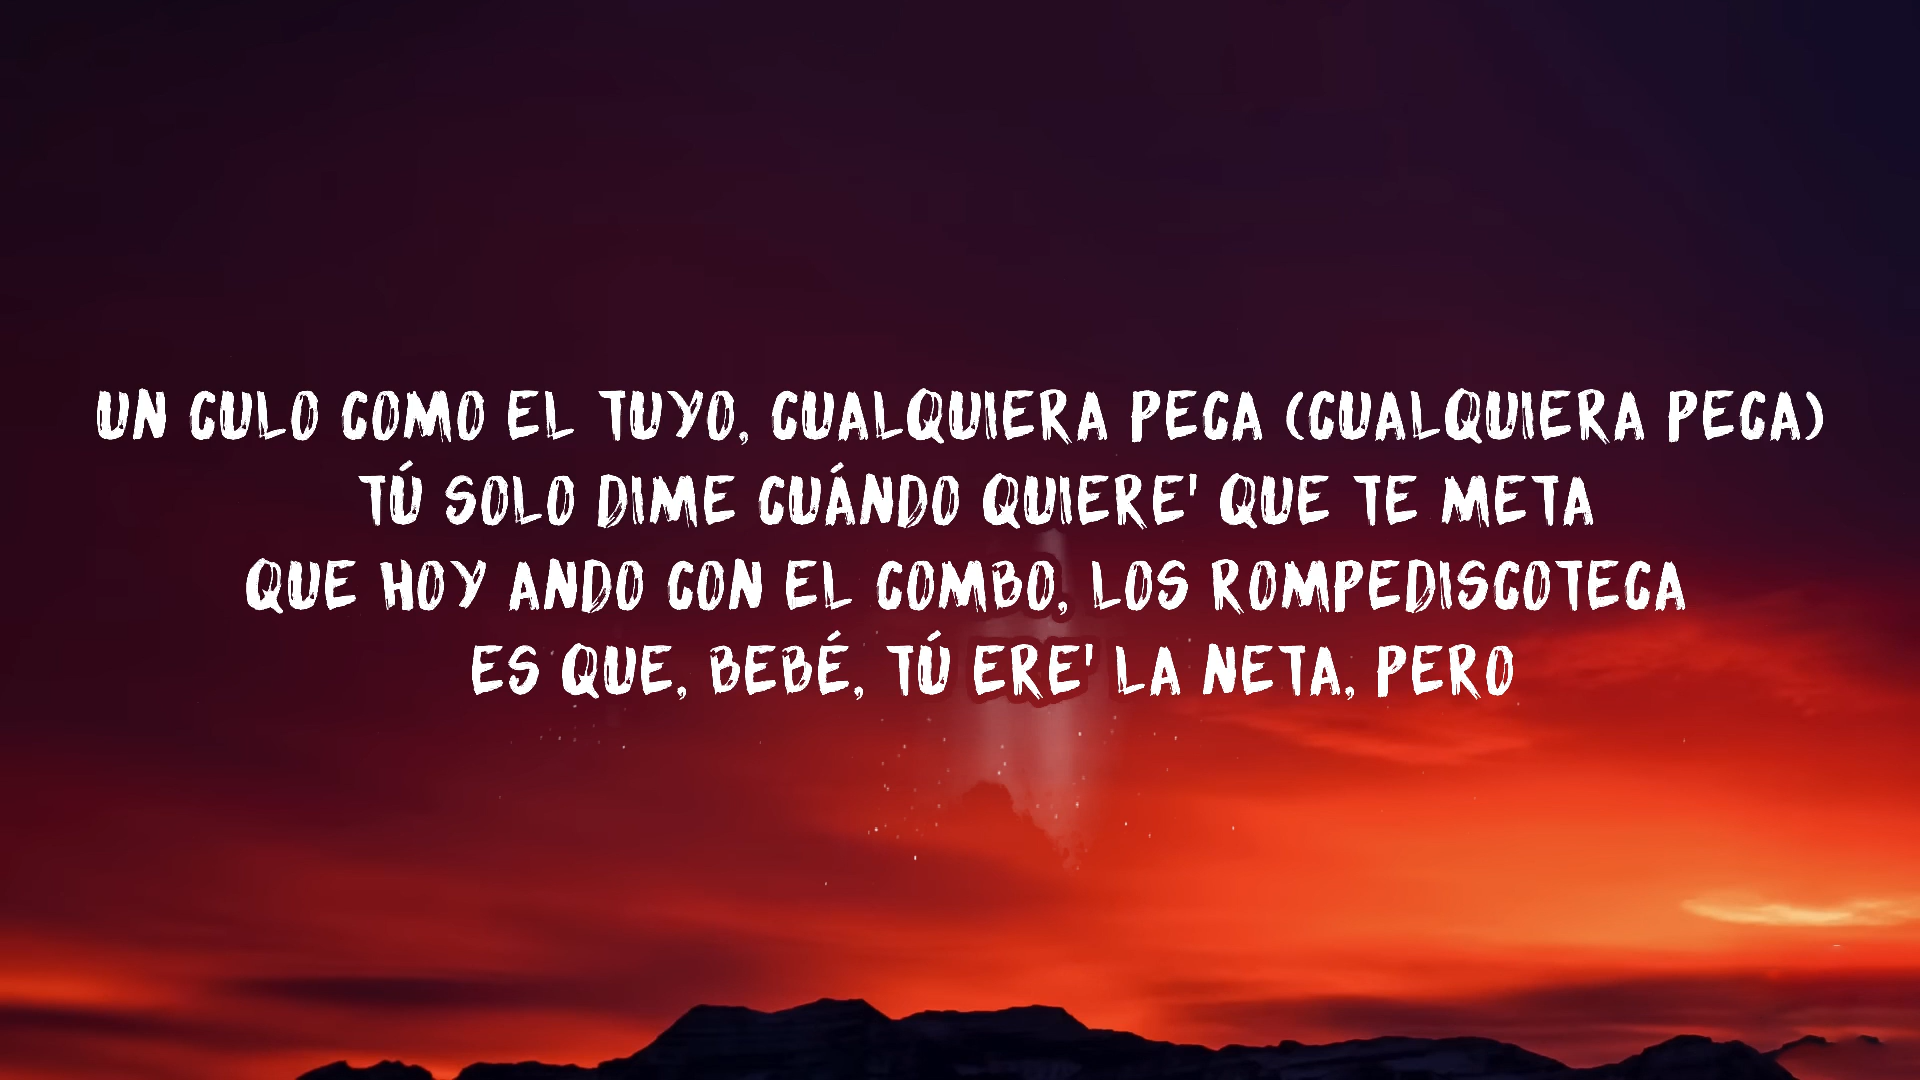 UN CULO COMO EL TUYO, CUALQUIERA PECA (CUALQUIERA PECA)
TÚ SOLO DIME CUÁNDO QUIERE' QUE TE META
QUE HOY ANDO CON EL COMBO, LOS ROMPEDISCOTECA
ES QUE, BEBÉ, TÚ ERE' LA NETA, PERO